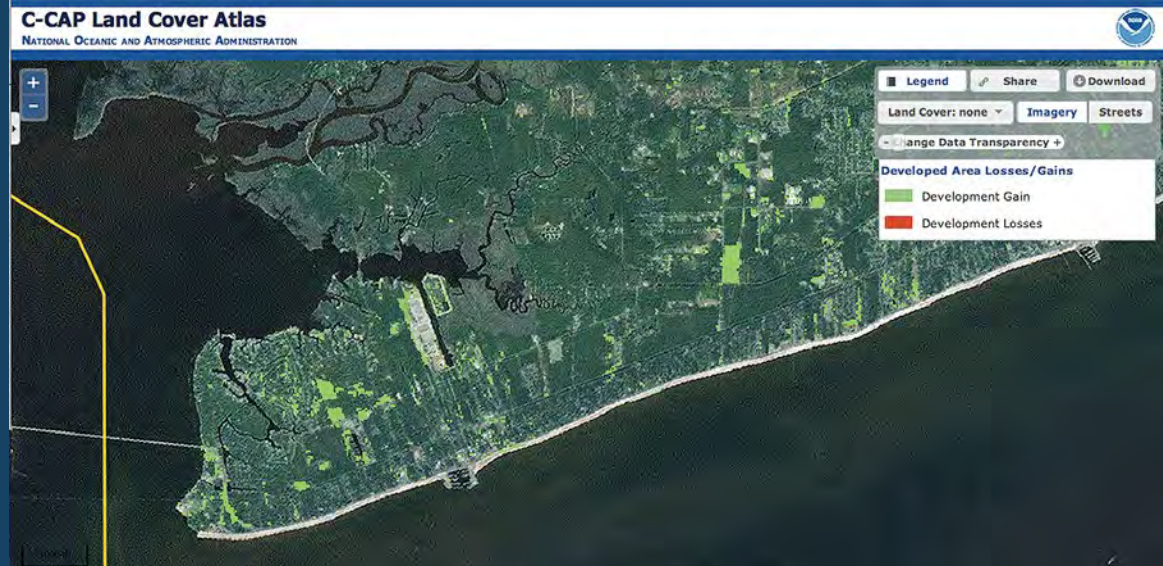 C-CAP Land Cover Atlas
National Oceanic and Atmospheric Administration
+
-
Legend
Share
Download
Land Cover: none
Imagery
Streets
- Change Data Transparency +
Developed Area Losses/Gains
Development Gain
Development Losses